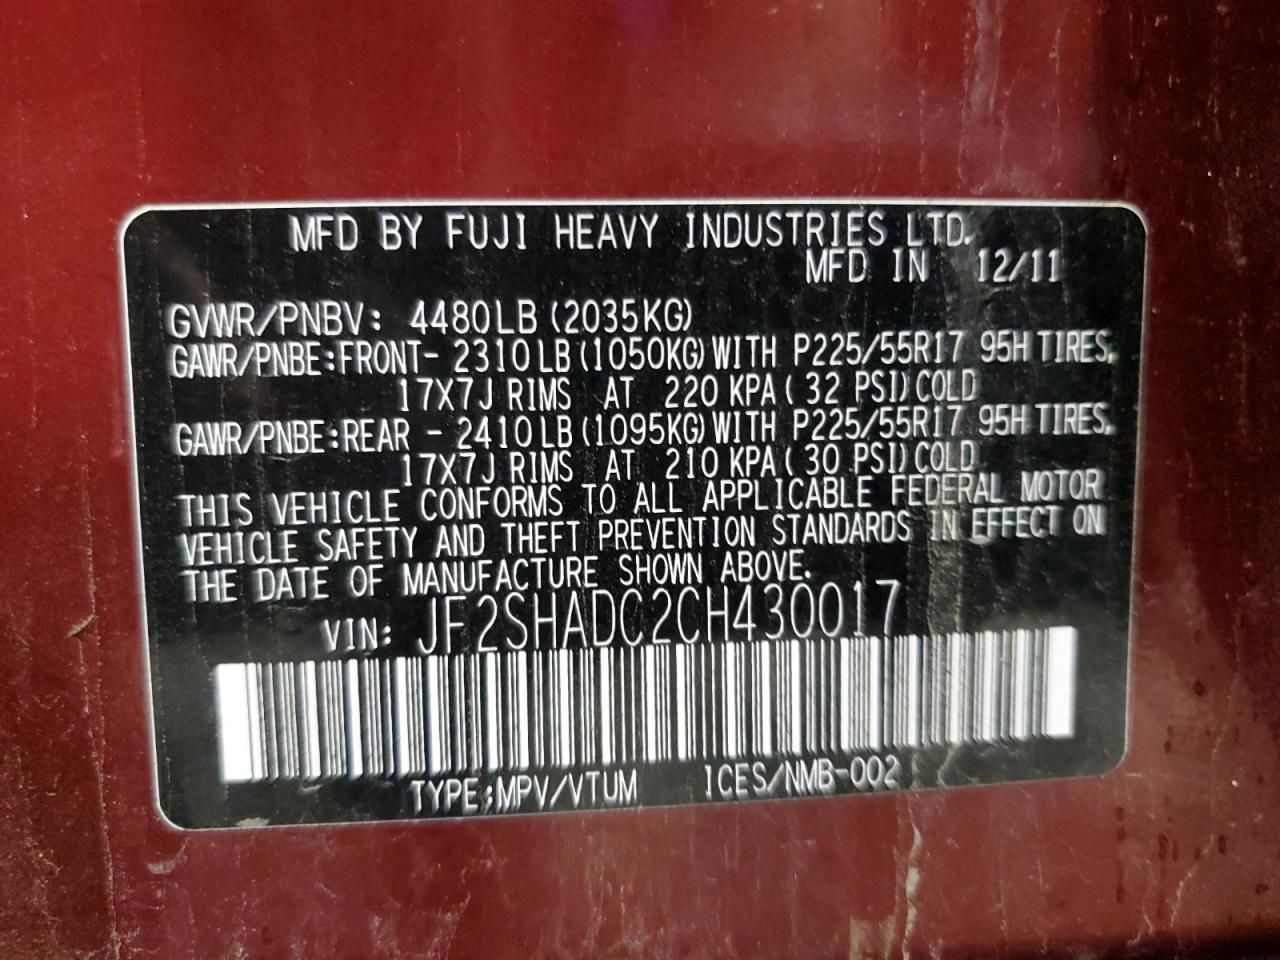 MFD BY FUJI HEAVY INDUSTRIES LTD.
MFD IN 12/11
GVWR/PNBV: 4480LB (2035KG)
GAWR/PNBE:FRONT- 2310LB (1050KG) WITH P225/55R17 95H TIRES,
17X7J RIMS AT 220 KPA ( 32 PSI) COLD
GAWR/PNBE:REAR - 2410LB (1095KG) WITH P225/55R17 95H TIRES,
17X7J RIMS AT 210 KPA ( 30 PSI) COLD
THIS VEHICLE CONFORMS TO ALL APPLICABLE FEDERAL MOTOR
VEHICLE SAFETY AND THEFT PREVENTION STANDARDS IN EFFECT ON
THE DATE OF MANUFACTURE SHOWN ABOVE.
VIN: JF2SHADC2CH430017
TYPE:MPV/VTUM ICES/NMB-002